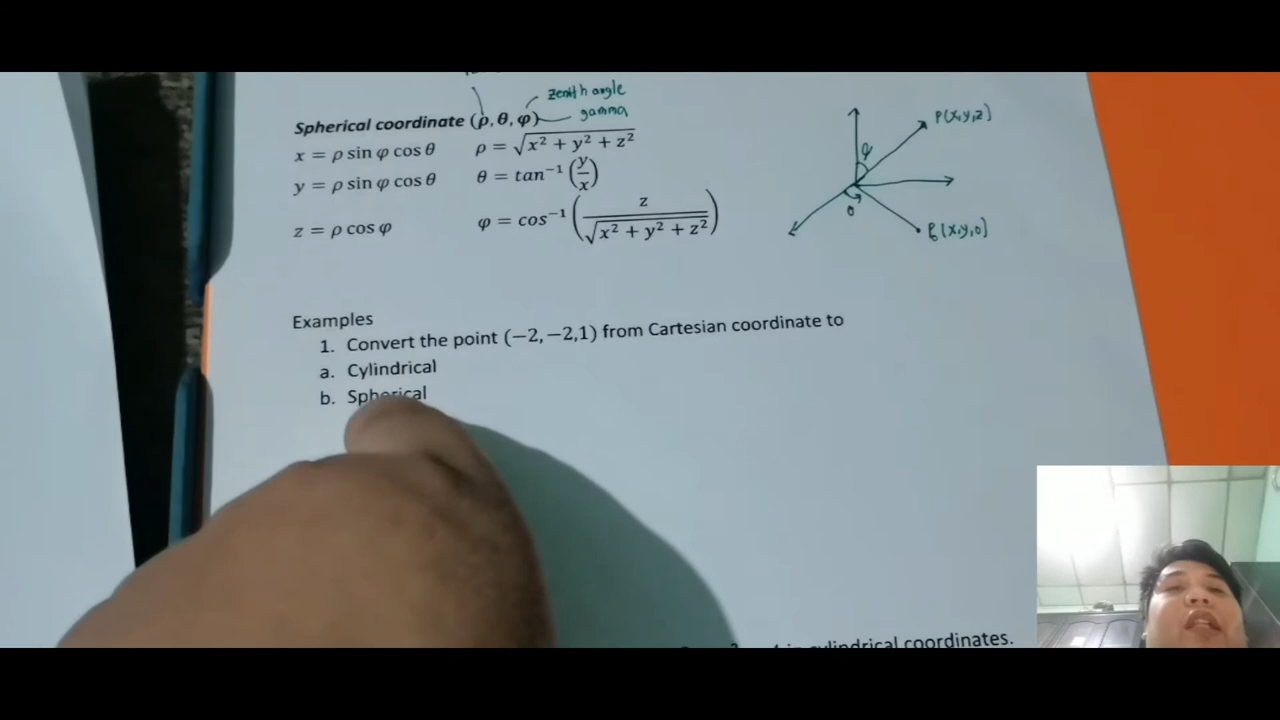 zenith angle
gamma
Spherical coordinate (ρ, θ, φ)
x = ρ sin φ cos θ ρ = √x² + y² + z²
y = ρ sin φ cos θ θ = tan⁻¹ (y/x)
z = ρ cos φ φ = cos⁻¹ (z/√x² + y² + z²)
P(x,y,z)
φ
θ
(x,y,0)
Examples
1. Convert the point (−2, −2,1) from Cartesian coordinate to
a. Cylindrical
b. Spherical
in cylindrical coordinates.